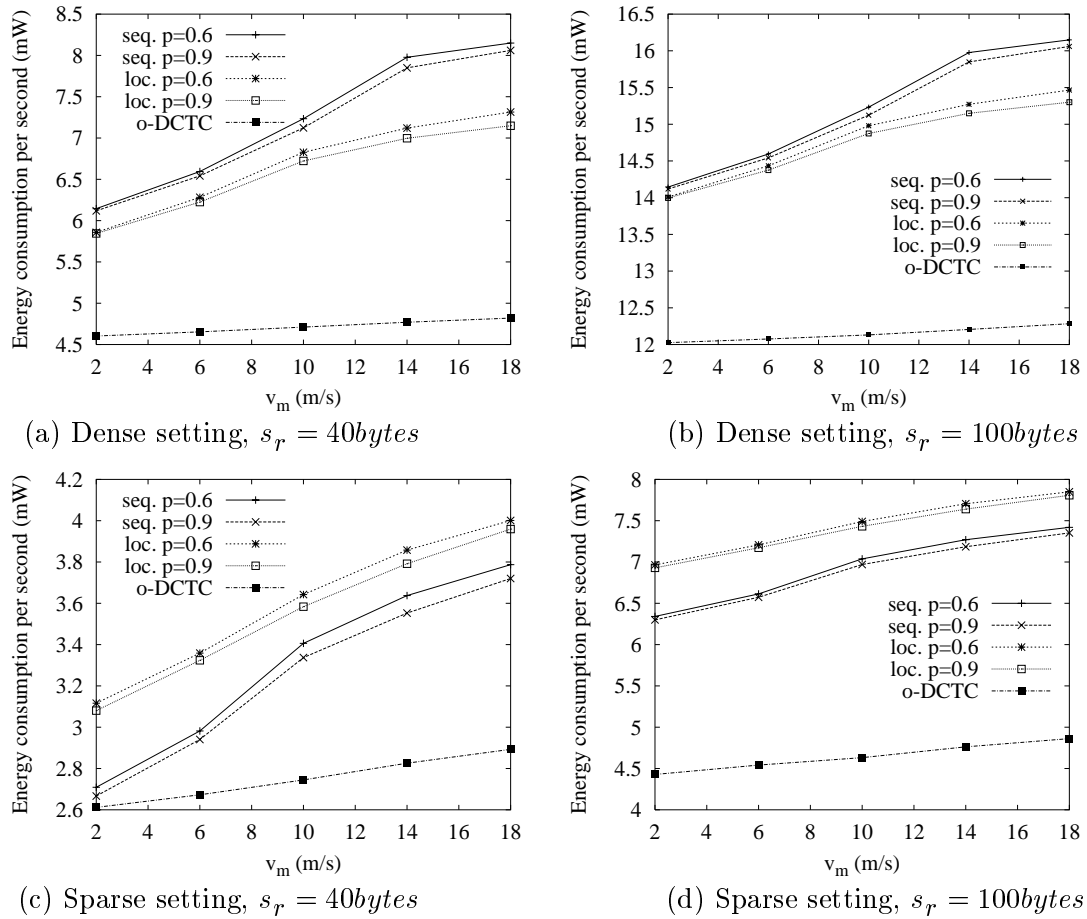 Energy consumption per second (mW)
8.5
8
7.5
7
6.5
6
5.5
5
4.5
seq. p=0.6
seq. p=0.9
loc. p=0.6
loc. p=0.9
o-DCTC
2 4 6 8 10 12 14 16 18
v_m (m/s)
(a) Dense setting, s_r = 40bytes
Energy consumption per second (mW)
16.5
16
15.5
15
14.5
14
13.5
13
12.5
12
seq. p=0.6
seq. p=0.9
loc. p=0.6
loc. p=0.9
o-DCTC
2 4 6 8 10 12 14 16 18
v_m (m/s)
(b) Dense setting, s_r = 100bytes
Energy consumption per second (mW)
4.2
4
3.8
3.6
3.4
3.2
3
2.8
2.6
seq. p=0.6
seq. p=0.9
loc. p=0.6
loc. p=0.9
o-DCTC
2 4 6 8 10 12 14 16 18
v_m (m/s)
(c) Sparse setting, s_r = 40bytes
Energy consumption per second (mW)
8
7.5
7
6.5
6
5.5
5
4.5
4
seq. p=0.6
seq. p=0.9
loc. p=0.6
loc. p=0.9
o-DCTC
2 4 6 8 10 12 14 16 18
v_m (m/s)
(d) Sparse setting, s_r = 100bytes